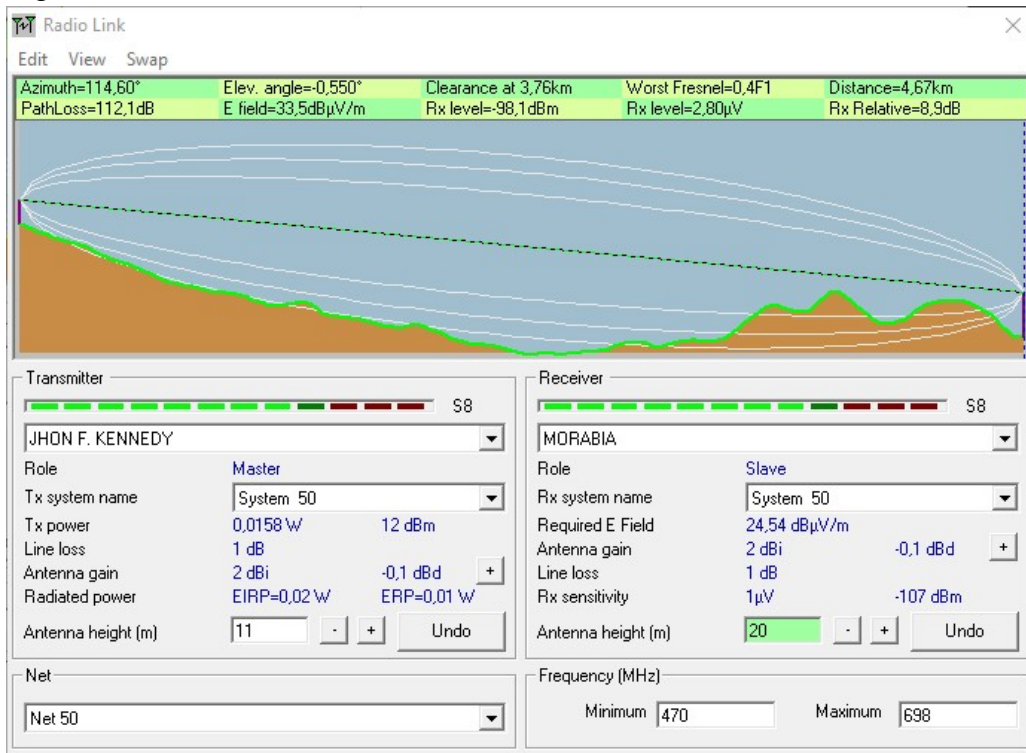 Radio Link
Edit View Swap
Azimuth=114,60° Elev. angle=-0,550° Clearance at 3,76km Worst Fresnel=0,4F1 Distance=4,67km
PathLoss=112,1dB E field=33,5dBµV/m Rx level=-98,1dBm Rx level=2,80µV Rx Relative=8,9dB
Transmitter
S8
JHON F. KENNEDY
Role Master
Tx system name System 50
Tx power 0,0158 W 12 dBm
Line loss 1 dB
Antenna gain 2 dBi -0,1 dBd +
Radiated power EIRP=0,02 W ERP=0,01 W
Antenna height (m) 11 - + Undo
Net
Net 50
Receiver
S8
MORABIA
Role Slave
Rx system name System 50
Required E Field 24,54 dBµV/m
Antenna gain 2 dBi -0,1 dBd +
Line loss 1 dB
Rx sensitivity 1µV -107 dBm
Antenna height (m) 20 - + Undo
Frequency (MHz)
Minimum 470 Maximum 698